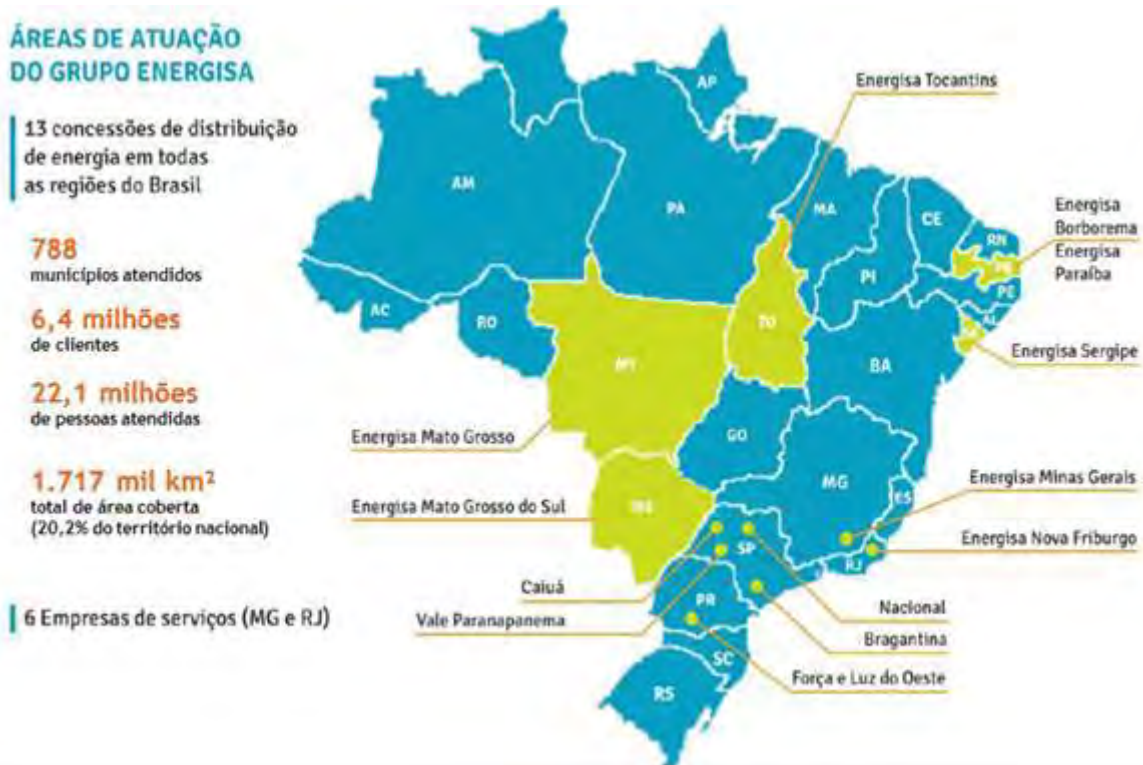 ÁREAS DE ATUAÇÃO
DO GRUPO ENERGISA
13 concessões de distribuição
de energia em todas
as regiões do Brasil
788
municípios atendidos
6,4 milhões
de clientes
22,1 milhões
de pessoas atendidas
1.717 mil km²
total de área coberta
(20,2% do território nacional)
6 Empresas de serviços (MG e RJ)
AP
Energisa Tocantins
AM
PA
MA
CE
RN
Energisa
Borborema
Energisa
Paraíba
PB
PI
PE
AC
RO
TO
AL
SE
Energisa Sergipe
MT
BA
Energisa Mato Grosso
GO
MG
Energisa Minas Gerais
ES
Energisa Mato Grosso do Sul
MS
Energisa Nova Friburgo
SP
RJ
Caiuá
Nacional
PR
Vale Paranapanema
Bragantina
SC
Força e Luz do Oeste
RS